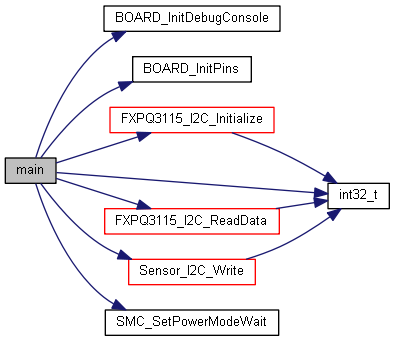 BOARD_InitDebugConsole
BOARD_InitPins
FXPQ3115_I2C_Initialize
main
int32_t
FXPQ3115_I2C_ReadData
Sensor_I2C_Write
SMC_SetPowerModeWait